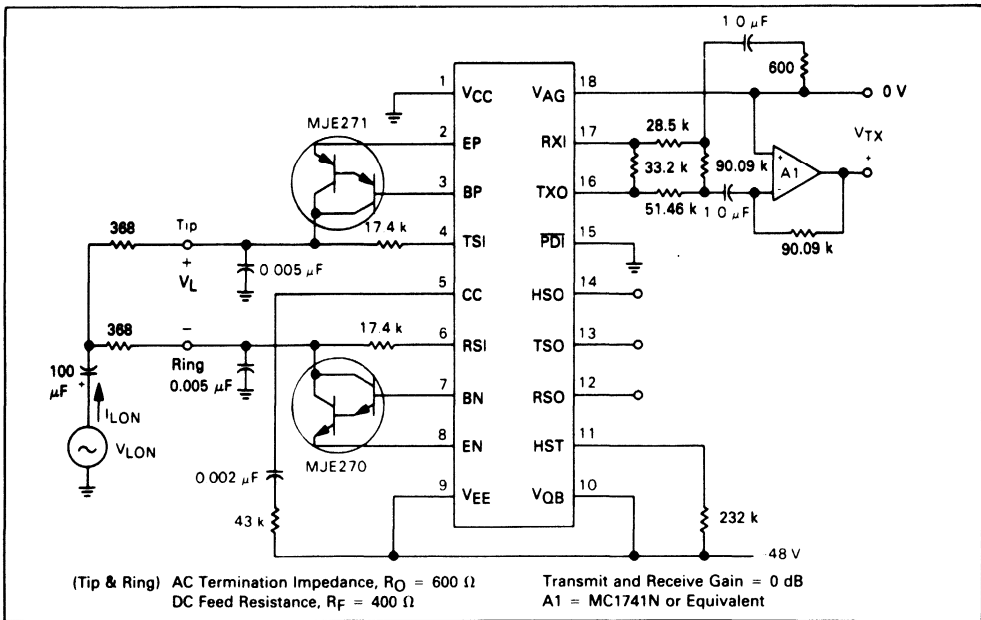 1 0 µF
600
1
VCC
VAG
18
0 V
MJE271
2
EP
RXI
17
28.5 k
VTX
+
33.2 k
90.09 k
+
A1
-
3
BP
TXO
16
51.46 k
1 0 µF
17.4 k
90.09 k
368
Tip
4
TSI
PDI
15
+
VL
0 005 µF
5
CC
HSO
14
368
-
17.4 k
6
RSI
TSO
13
Ring
100
µF
+
0.005 µF
7
BN
RSO
12
ILON
VLON
8
EN
HST
11
MJE270
0 002 µF
9
VEE
VQB
10
43 k
232 k
-48 V
(Tip & Ring) AC Termination Impedance, RO = 600 Ω
DC Feed Resistance, RF = 400 Ω
Transmit and Receive Gain = 0 dB
A1 = MC1741N or Equivalent